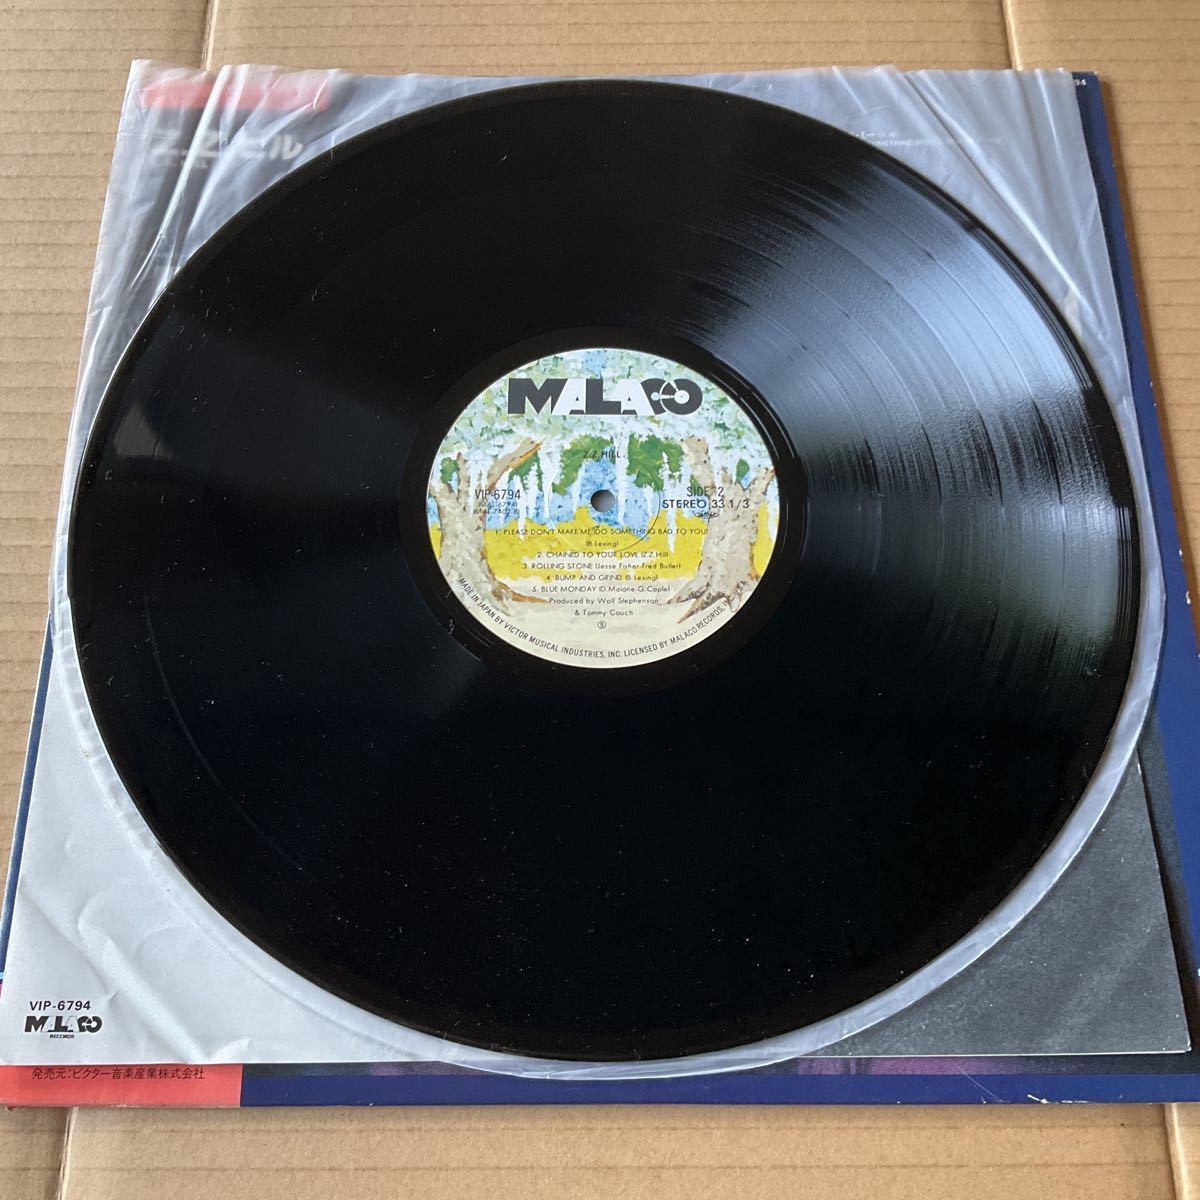 Z.Z.ヒル
94
MALACO
Z.Z. HILL
VIP-6794
SIDE 2
STEREO 33 1/3
1. PLEASE DON'T MAKE ME (DO SOMETHING BAD TO YOU)
(B. Lexing)
2. CHAINED TO YOUR LOVE (Z.Z. Hill)
3. ROLLING STONE (Jesse Fisher-Fred Butler)
4. BUMP AND GRIND (B. Lexing)
5. BLUE MONDAY (D. Malone-G. Caple)
Produced by Wolf Stephenson
& Tommy Couch
Ⓢ
MADE IN JAPAN BY VICTOR MUSICAL INDUSTRIES, INC. LICENSED BY MALACO RECORDS, INC.
VIP-6794
MALACO
RECORDS
発売元:ビクター音楽産業株式会社